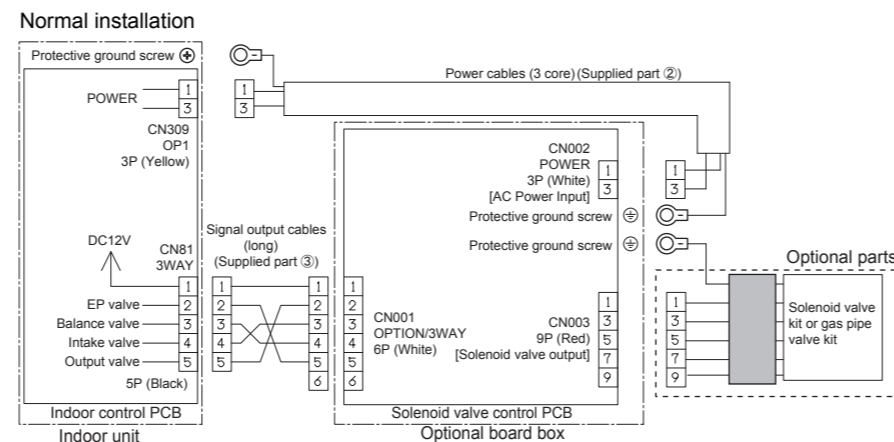 Normal installation
Protective ground screw
Power cables (3 core) (Supplied part ②)
POWER
1
3
1
3
CN309
OP1
3P (Yellow)
CN002
POWER
3P (White)
[AC Power Input]
1
3
1
3
Protective ground screw
Protective ground screw
DC12V
CN81
3WAY
Signal output cables
(long)
(Supplied part ③)
Optional parts
EP valve
Balance valve
Intake valve
Output valve
1
2
3
4
5
5P (Black)
1
2
3
4
5
1
2
3
4
5
6
1
2
3
4
5
6
CN001
OPTION/3WAY
6P (White)
CN003
9P (Red)
[Solenoid valve output]
1
3
5
7
9
1
3
5
7
9
Solenoid valve
kit or gas pipe
valve kit
Indoor control PCB
Indoor unit
Solenoid valve control PCB
Optional board box